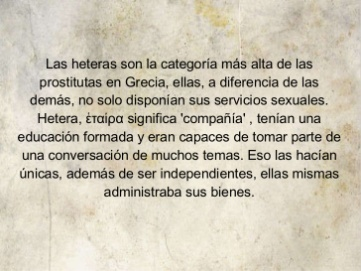 Las heteras son la categoría más alta de las
prostitutas en Grecia, ellas, a diferencia de las
demás, no solo disponían sus servicios sexuales.
Hetera, ἑταίρα significa 'compañía' , tenían una
educación formada y eran capaces de tomar parte de
una conversación de muchos temas. Eso las hacían
únicas, además de ser independientes, ellas mismas
administraba sus bienes.